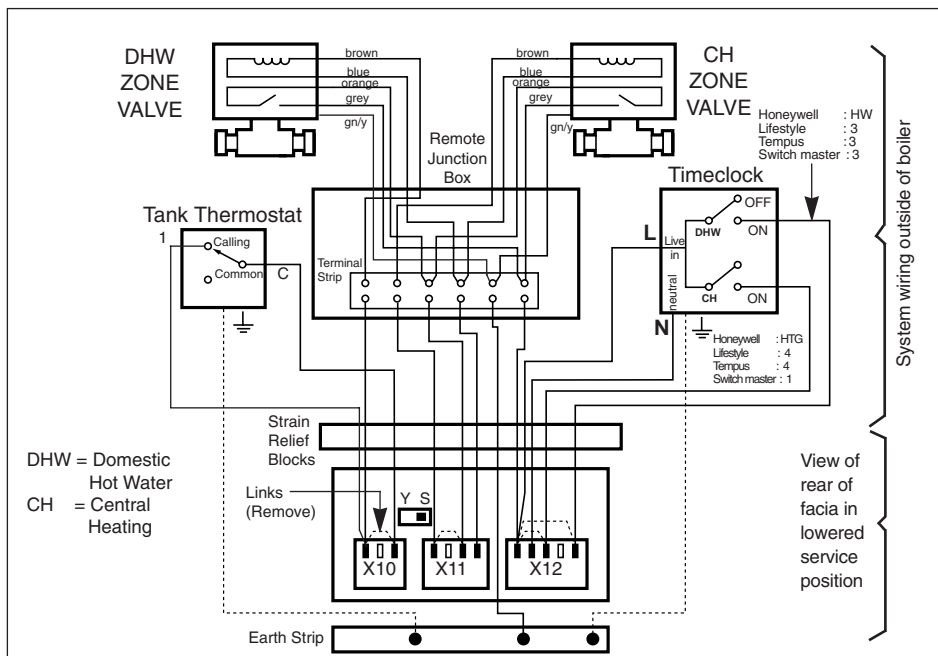 DHW
ZONE
VALVE
brown
blue
orange
grey
gn/y
brown
blue
orange
grey
gn/y
CH
ZONE
VALVE
Remote
Junction
Box
Honeywell : HW
Lifestyle : 3
Tempus : 3
Switch master : 3
Timeclock
OFF
DHW
ON
L
Live
in
CH
ON
neutral
N
Tank Thermostat
1
Calling
Common
C
Terminal
Strip
Honeywell : HTG
Lifestyle : 4
Tempus : 4
Switch master : 1
System wiring outside of boiler
Strain
Relief
Blocks
DHW = Domestic
Hot Water
CH = Central
Heating
Links
(Remove)
Y S
X10
X11
X12
View of
rear of
facia in
lowered
service
position
Earth Strip